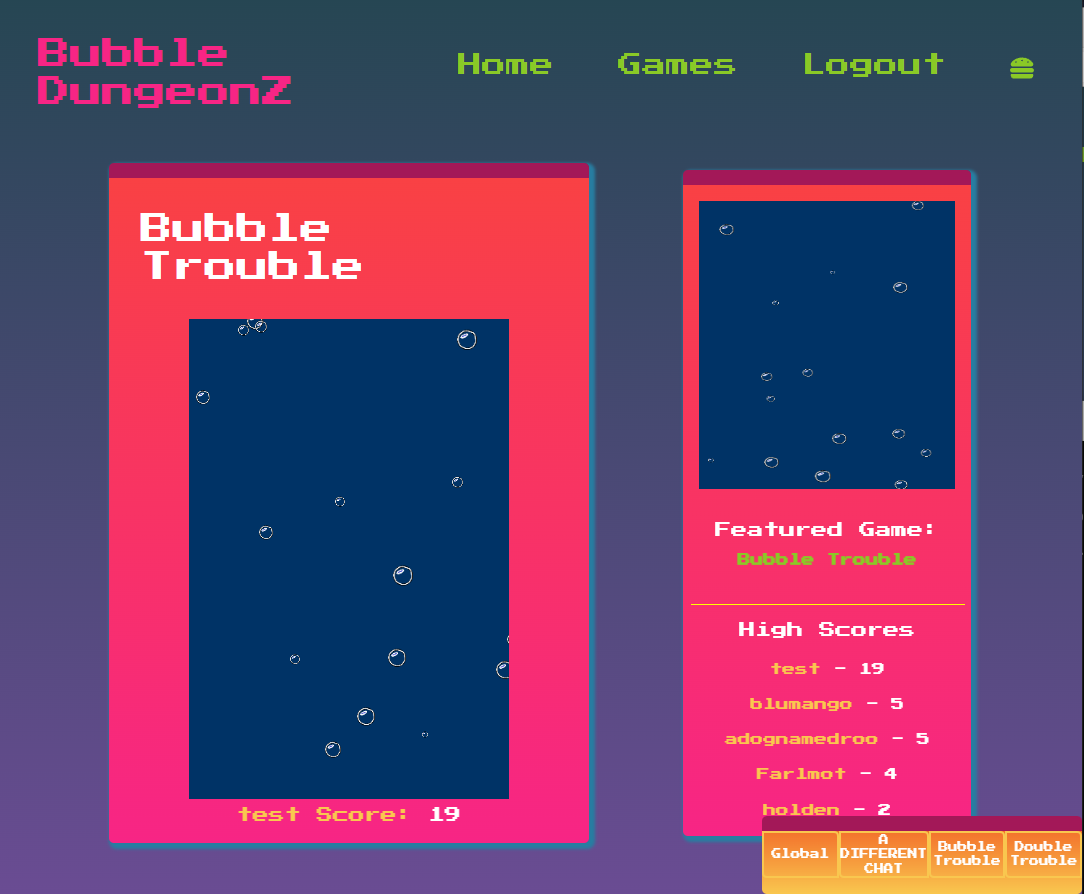 Bubble
DungeonZ
Home
Games
Logout
Bubble
Trouble
test Score: 19
Featured Game:
Bubble Trouble
High Scores
test - 19
blumango - 5
adognamedroo - 5
Farlmot - 4
holden - 2
Global
A
DIFFERENT
CHAT
Bubble
Trouble
Double
Trouble